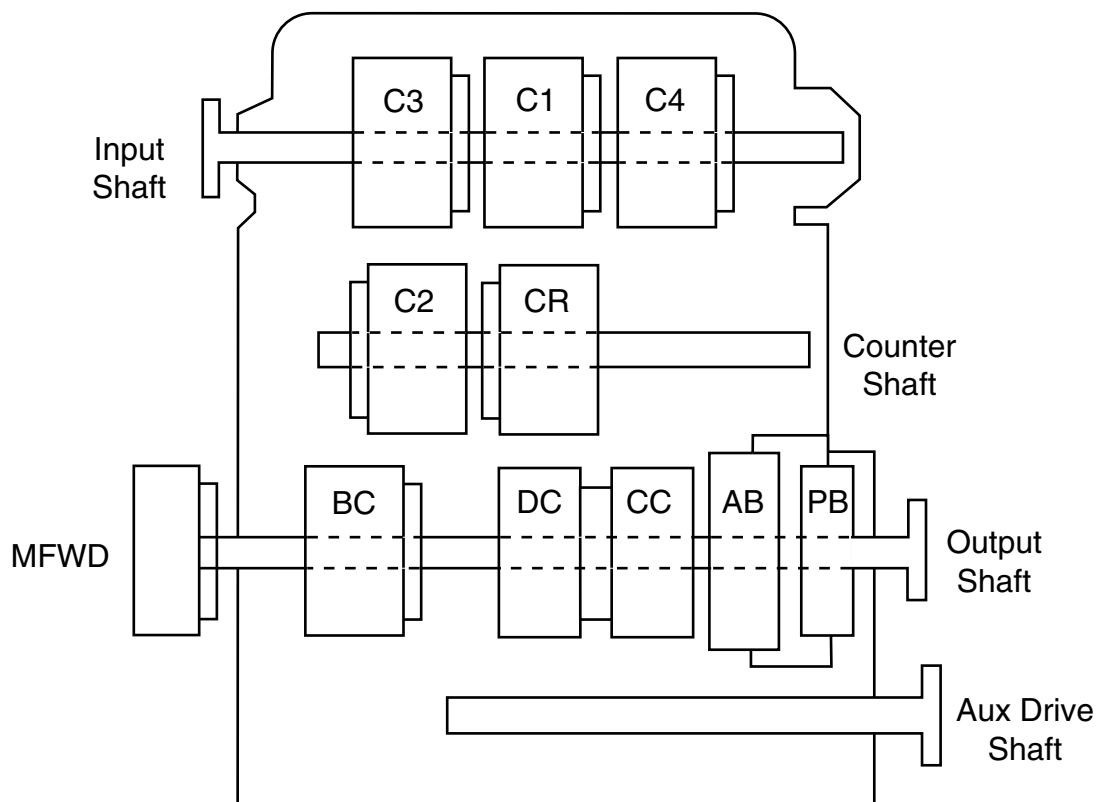 C3
C1
C4
Input
Shaft
C2
CR
Counter
Shaft
MFWD
BC
DC
CC
AB
PB
Output
Shaft
Aux Drive
Shaft